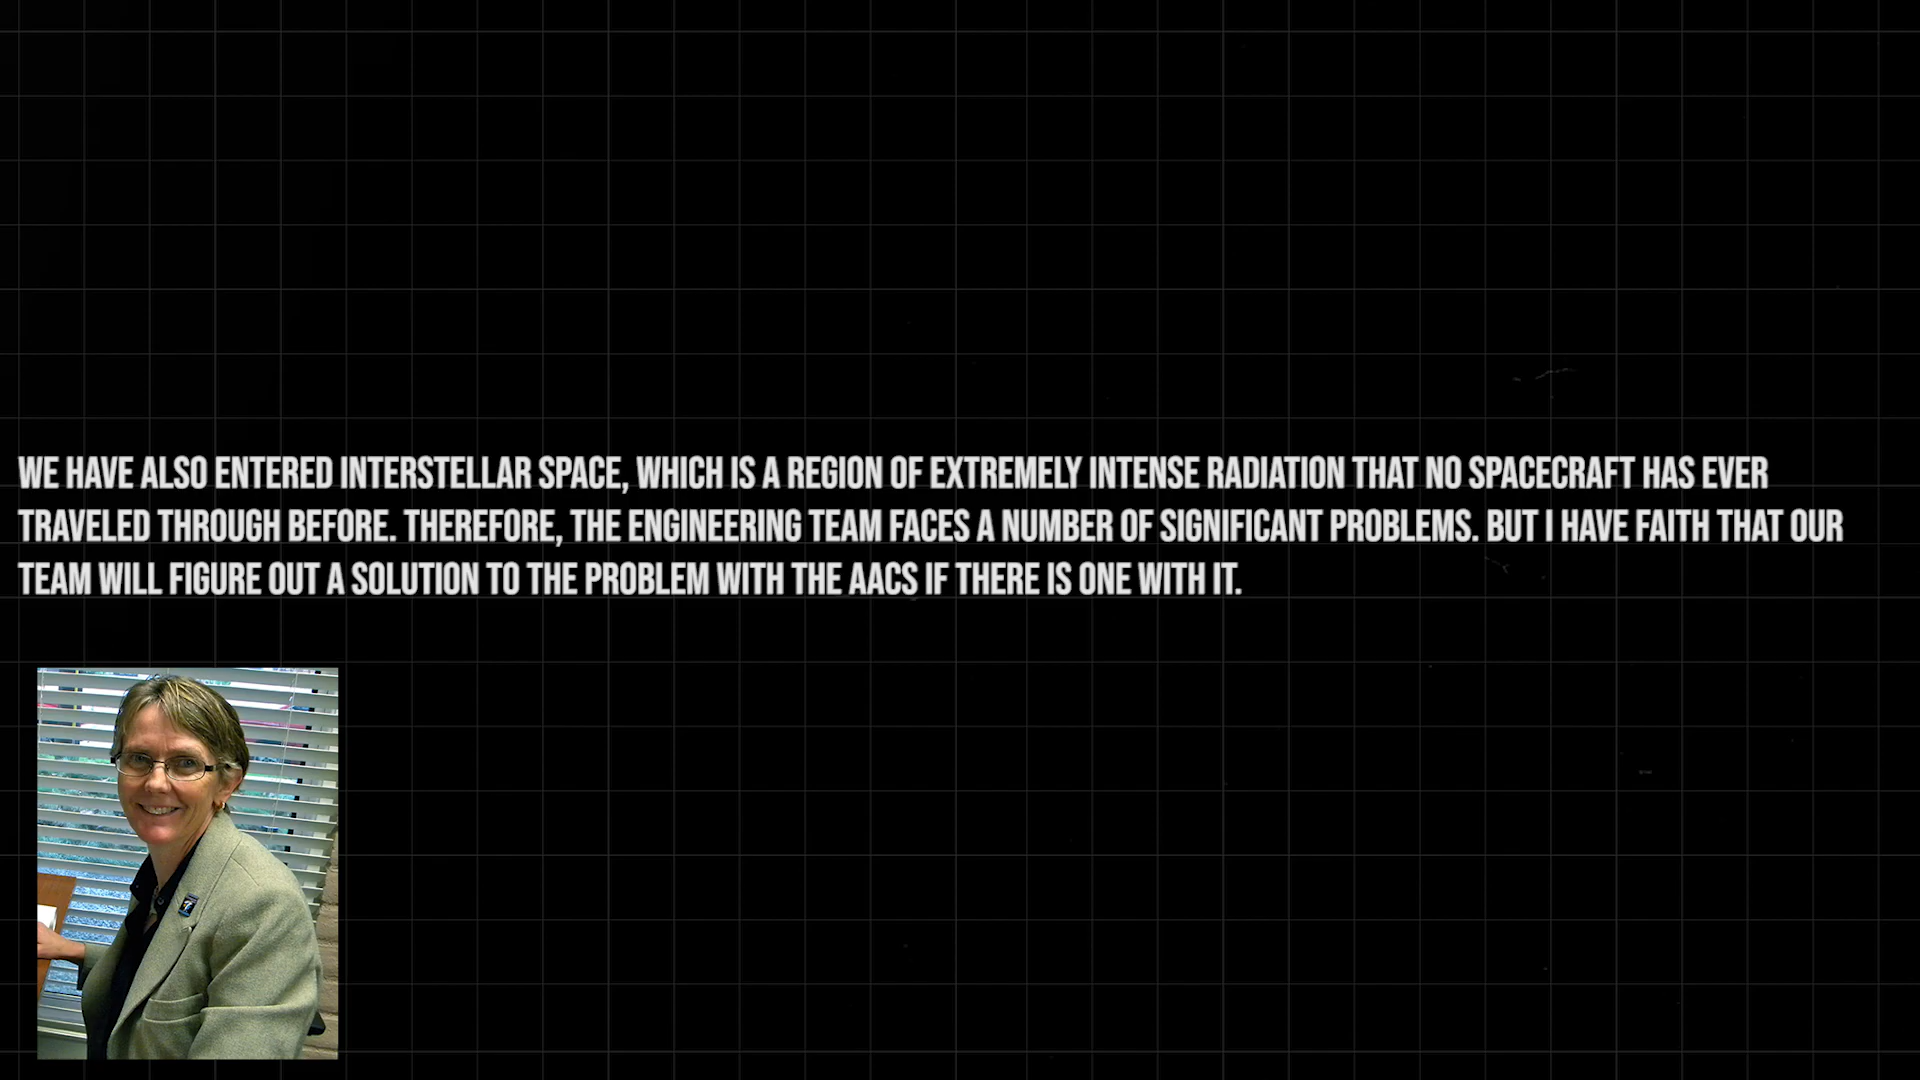 WE HAVE ALSO ENTERED INTERSTELLAR SPACE, WHICH IS A REGION OF EXTREMELY INTENSE RADIATION THAT NO SPACECRAFT HAS EVER
TRAVELED THROUGH BEFORE. THEREFORE, THE ENGINEERING TEAM FACES A NUMBER OF SIGNIFICANT PROBLEMS. BUT I HAVE FAITH THAT OUR
TEAM WILL FIGURE OUT A SOLUTION TO THE PROBLEM WITH THE AACS IF THERE IS ONE WITH IT.